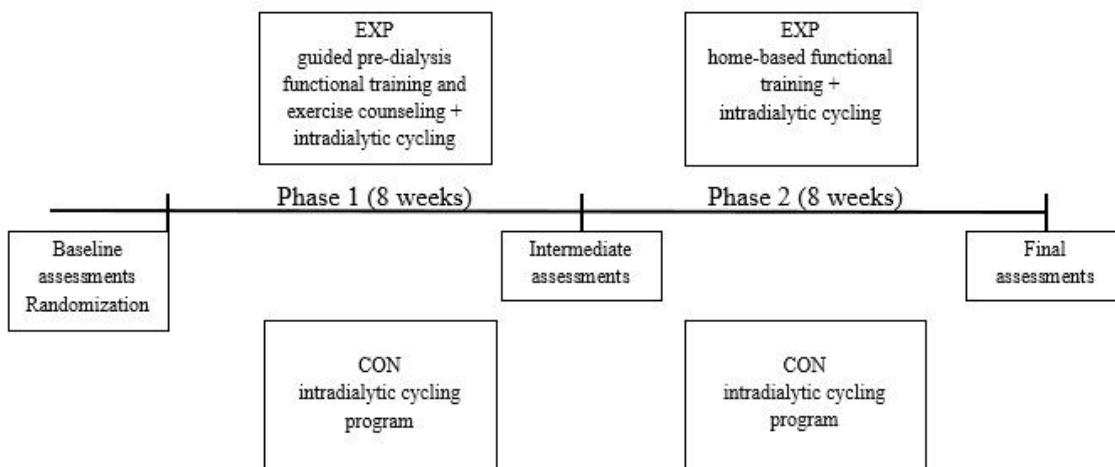 EXP
guided pre-dialysis
functional training and
exercise counseling +
intradialytic cycling
EXP
home-based functional
training +
intradialytic cycling
Phase 1 (8 weeks)
Phase 2 (8 weeks)
Baseline
assessments
Randomization
Intermediate
assessments
Final
assessments
CON
intradialytic cycling
program
CON
intradialytic cycling
program